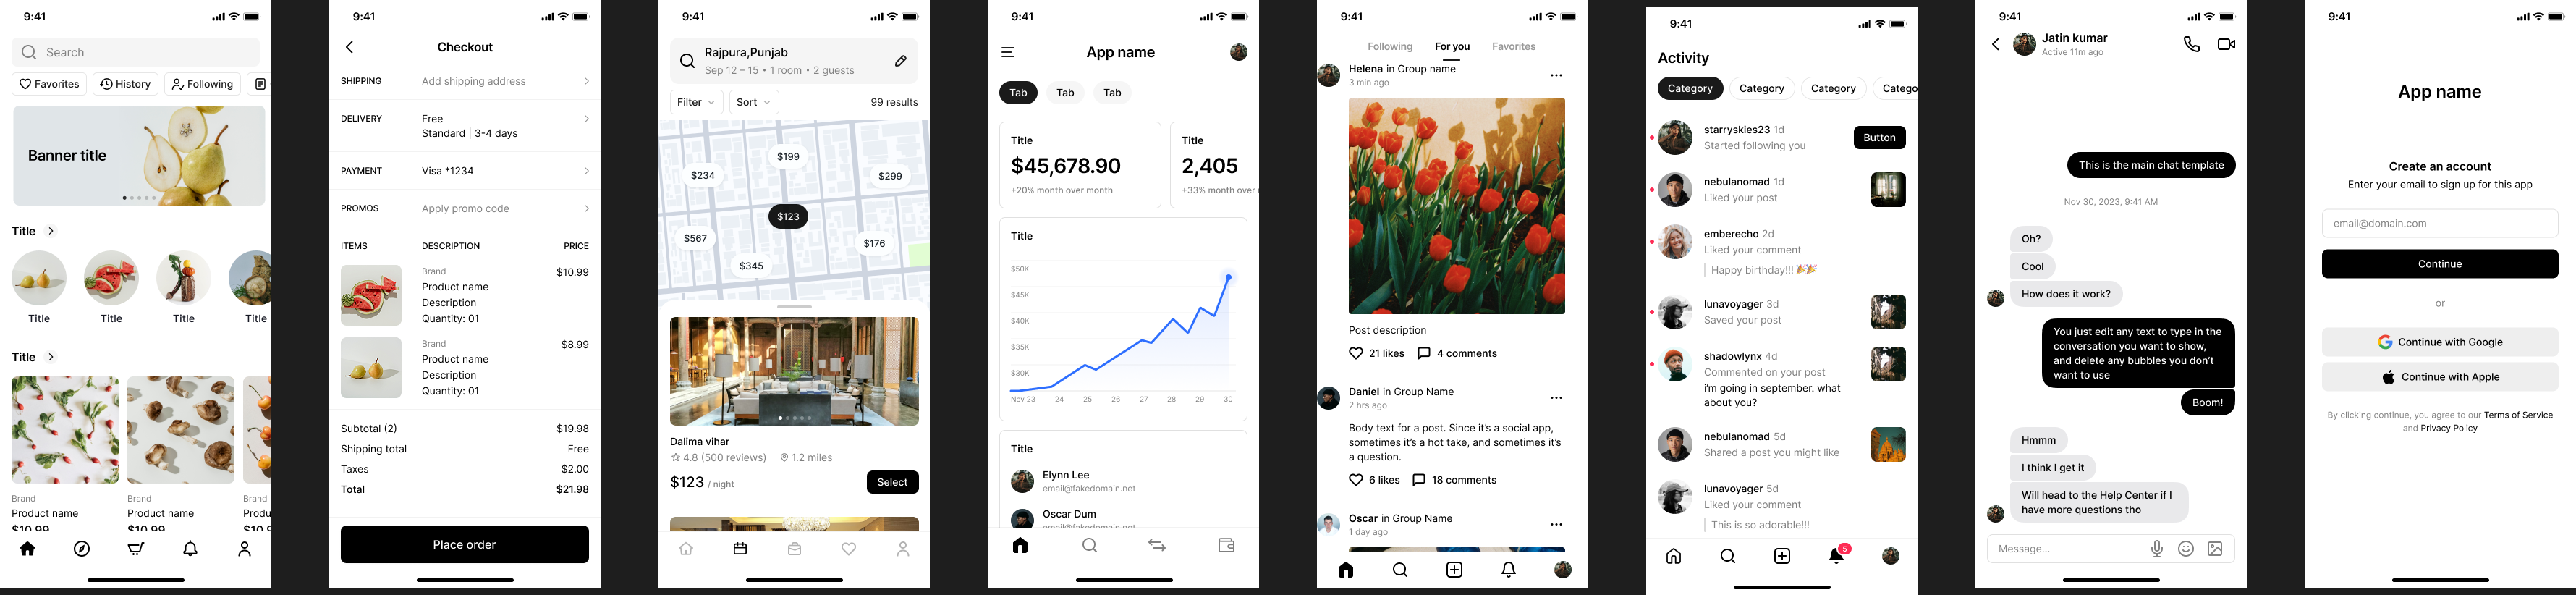 9:41
Search
Favorites
History
Following
Banner title
Title
Title
Title
Title
Title
Title
Brand
Product name
$10.99
Brand
Product name
$10.99
Brand
9:41
Checkout
SHIPPING
Add shipping address
DELIVERY
Free
Standard | 3-4 days
PAYMENT
Visa *1234
PROMOS
Apply promo code
ITEMS
DESCRIPTION
PRICE
Brand
$10.99
Product name
Description
Quantity: 01
Brand
$8.99
Product name
Description
Quantity: 01
Subtotal (2)
$19.98
Shipping total
Free
Taxes
$2.00
Total
$21.98
Place order
9:41
Rajpura,Punjab
Sep 12 – 15 • 1 room • 2 guests
Filter
Sort
99 results
$199
$234
$299
$123
$567
$176
$345
Dalima vihar
4.8 (500 reviews)
1.2 miles
$123 / night
Select
9:41
App name
Tab
Tab
Tab
Title
$45,678.90
+20% month over month
Title
2,405
+33% month over
Title
$50K
$45K
$40K
$35K
$30K
Nov 23
24
25
26
27
28
29
30
Title
Elynn Lee
email@fakedomain.net
Oscar Dum
email@fakedomain.net
9:41
Following
For you
Favorites
Helena in Group name
3 min ago
Post description
21 likes
4 comments
Daniel in Group Name
2 hrs ago
Body text for a post. Since it's a social app,
sometimes it's a hot take, and sometimes it's
a question.
6 likes
18 comments
Oscar in Group Name
1 day ago
9:41
Activity
Category
Category
Category
starryskies23 1d
Started following you
Button
nebulanomad 1d
Liked your post
emberecho 2d
Liked your comment
Happy birthday!!! 🎉🎉
lunavoyager 3d
Saved your post
shadowlynx 4d
Commented on your post
i'm going in september. what
about you?
nebulanomad 5d
Shared a post you might like
lunavoyager 5d
Liked your comment
This is so adorable!!!
5
9:41
Jatin kumar
Active 11m ago
This is the main chat template
Nov 30, 2023, 9:41 AM
Oh?
Cool
How does it work?
You just edit any text to type in the
conversation you want to show,
and delete any bubbles you don't
want to use
Boom!
Hmmm
I think I get it
Will head to the Help Center if I
have more questions tho
Message...
9:41
App name
Create an account
Enter your email to sign up for this app
email@domain.com
Continue
or
Continue with Google
Continue with Apple
By clicking continue, you agree to our Terms of Service
and Privacy Policy